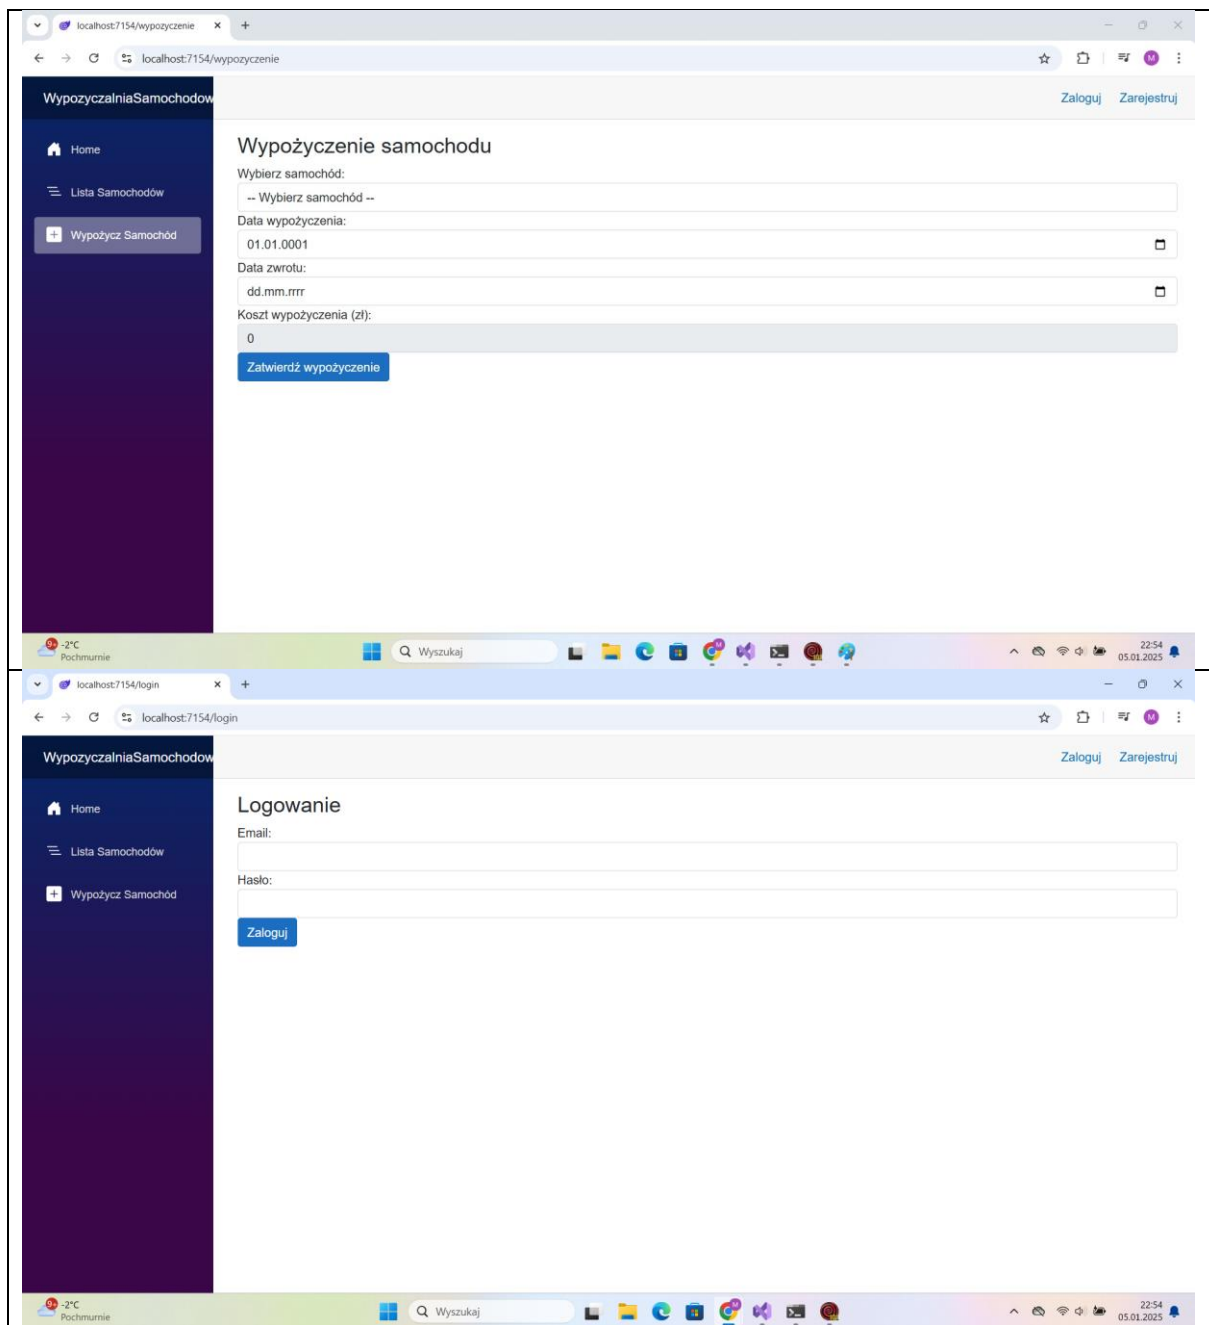 localhost:7154/wypozyczenie
localhost:7154/wypozyczenie
WypozyczalniaSamochodow
Zaloguj Zarejestruj
Home
Lista Samochodów
Wypożycz Samochód
Wypożyczenie samochodu
Wybierz samochód:
-- Wybierz samochód --
Data wypożyczenia:
01.01.0001
Data zwrotu:
dd.mm.rrrr
Koszt wypożyczenia (zł):
0
Zatwierdź wypożyczenie
9+
-2°C
Pochmurnie
Wyszukaj
22:54
05.01.2025
localhost:7154/login
localhost:7154/login
WypozyczalniaSamochodow
Zaloguj Zarejestruj
Home
Lista Samochodów
Wypożycz Samochód
Logowanie
Email:
Hasło:
Zaloguj
9+
-2°C
Pochmurnie
Wyszukaj
22:54
05.01.2025